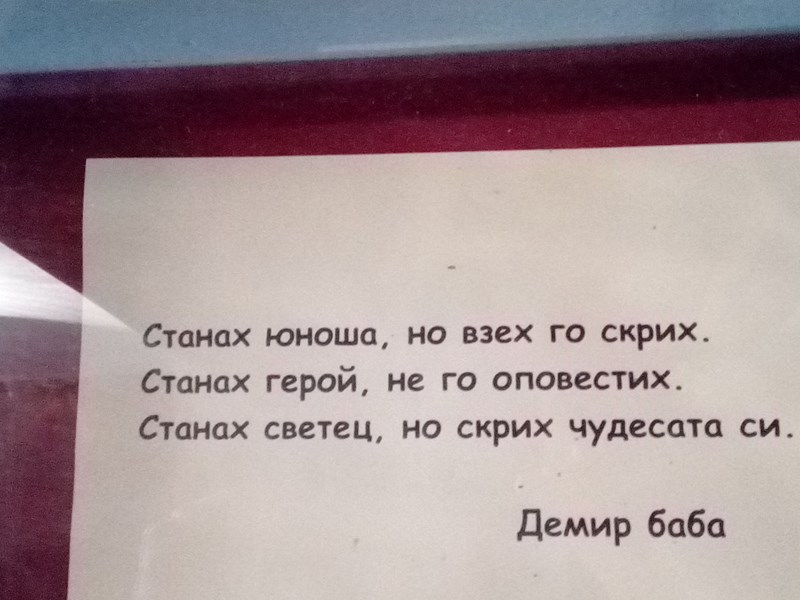 Станах юноша, но взех го скрих.
Станах герой, не го оповестих.
Станах светец, но скрих чудесата си.
Демир баба